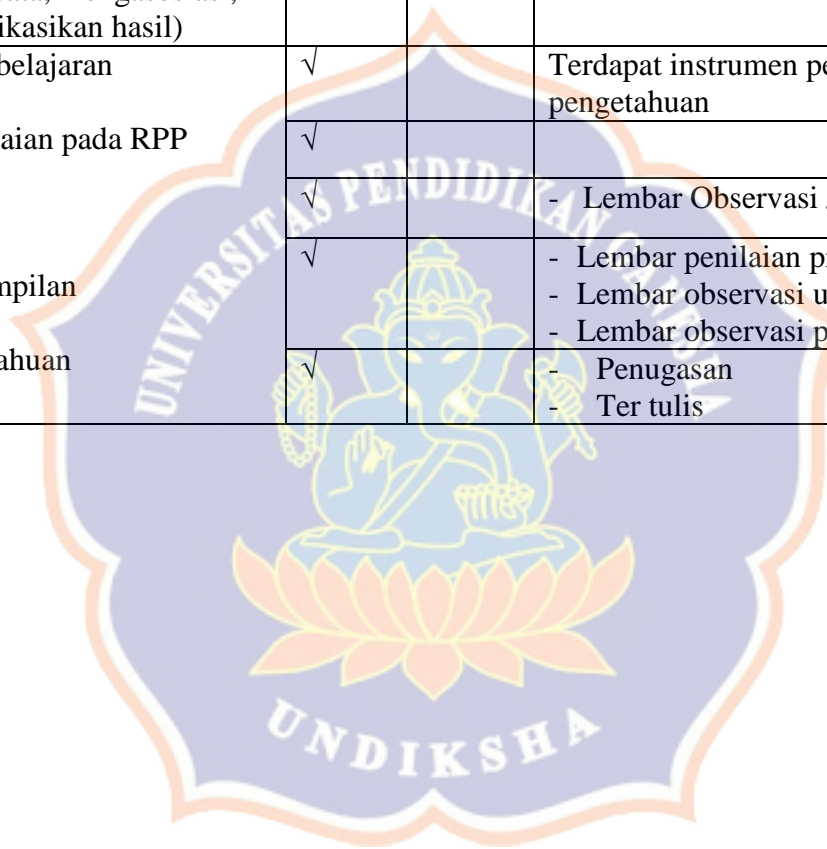 ikasikan hasil)
belajaran √ Terdapat instrumen pe
pengetahuan
aian pada RPP √
√ - Lembar Observasi
√ - Lembar penilaian p
mpilan - Lembar observasi u
- Lembar observasi p
ahuan √ - Penugasan
- Ter tulis
UNIVERSITAS PENDIDIKAN GANESHA
UNDIKSHA